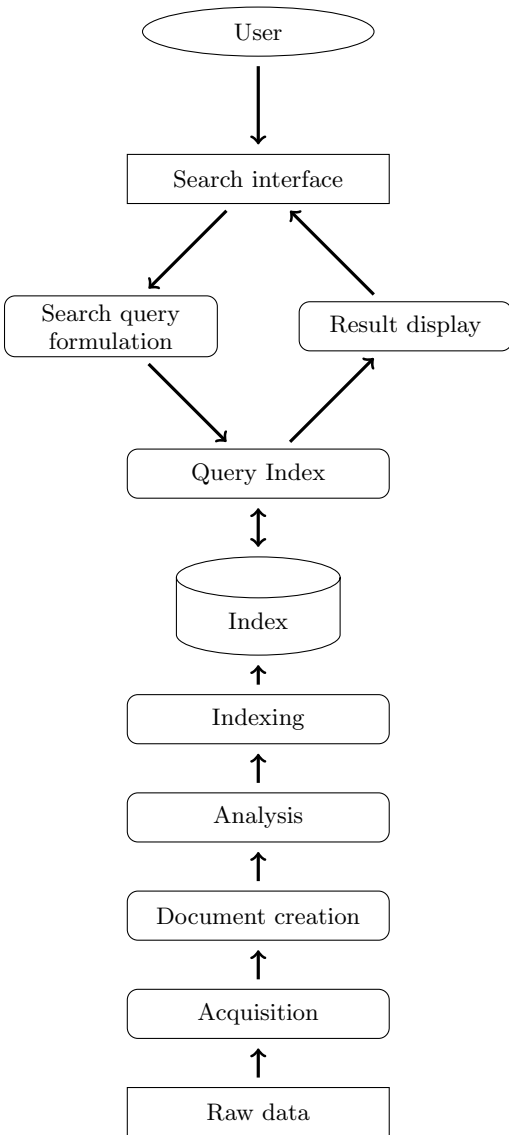 User
Search interface
Search query
formulation
Result display
Query Index
Index
Indexing
Analysis
Document creation
Acquisition
Raw data